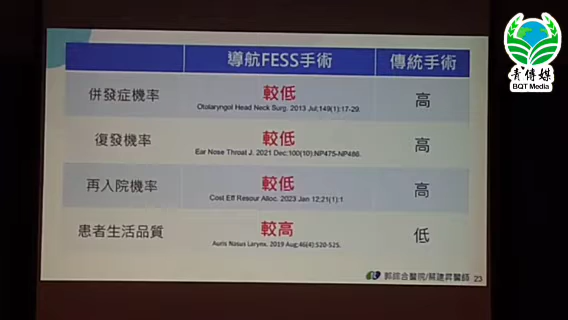 導航FESS手術 傳統手術
併發症機率 較低 高
Otolaryngol Head Neck Surg. 2013 Jul;149(1):17-29.
復發機率 較低 高
Ear Nose Throat J. 2021 Dec;100(10):NP475-NP486.
再入院機率 較低 高
Cost Eff Resour Alloc. 2023 Jan 12;21(1):1
患者生活品質 較高 低
Auris Nasus Larynx. 2019 Aug;46(4):520-525.
郭綜合醫院/蔡建昇醫師 23
青傳媒
BQT Media